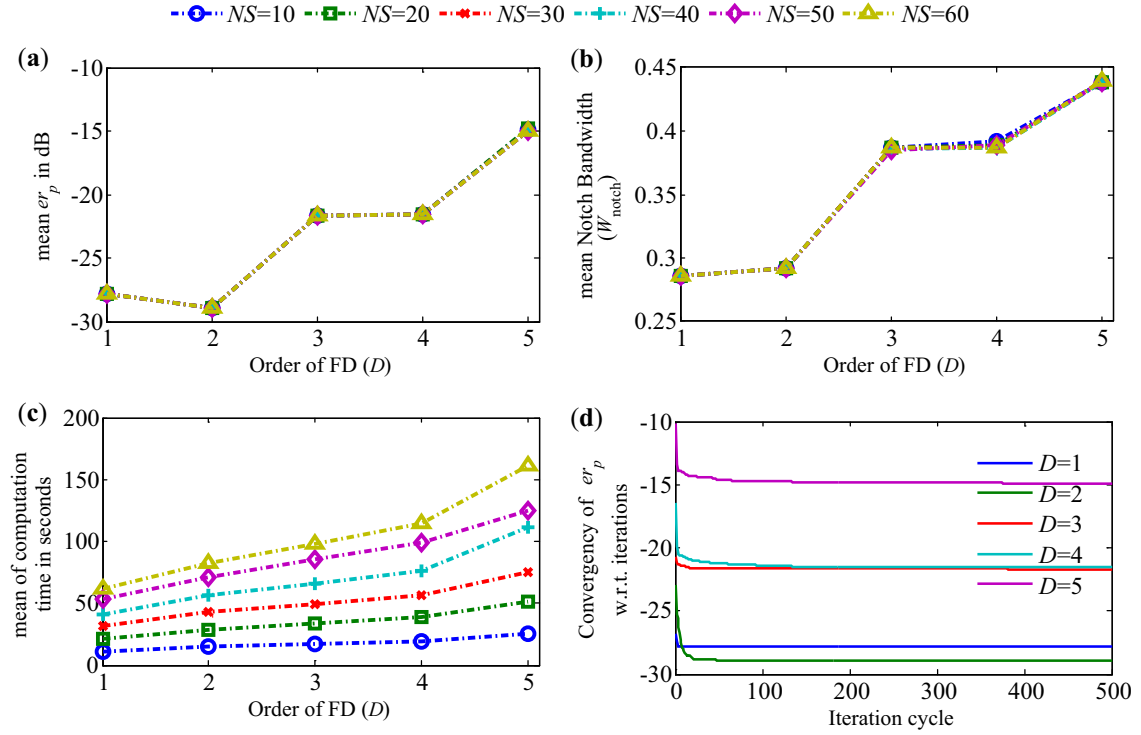 NS=10 NS=20 NS=30 NS=40 NS=50 NS=60
(a)
-10
-15
-20
-25
-30
mean er_p in dB
1 2 3 4 5
Order of FD (D)
(b)
0.45
0.4
0.35
0.3
0.25
mean Notch Bandwidth
(W_notch)
1 2 3 4 5
Order of FD (D)
(c)
200
150
100
50
0
mean of computation
time in seconds
1 2 3 4 5
Order of FD (D)
(d)
-10
-15
-20
-25
-30
Convergency of er_p
w.r.t. iterations
D=1
D=2
D=3
D=4
D=5
0 100 200 300 400 500
Iteration cycle